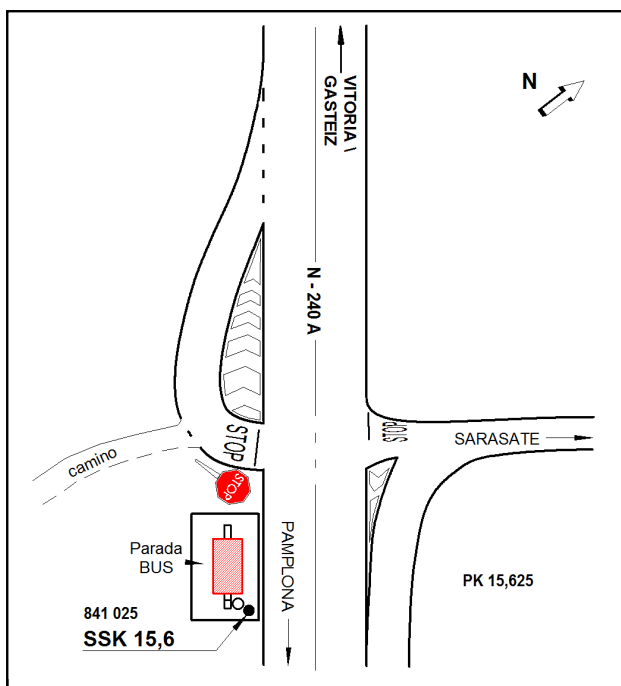 VITORIA \
GASTEIZ
N
N - 240 A
STOP
STOP
SARASATE
camino
STOP
Parada
BUS
PAMPLONA
PK 15,625
841 025
SSK 15,6